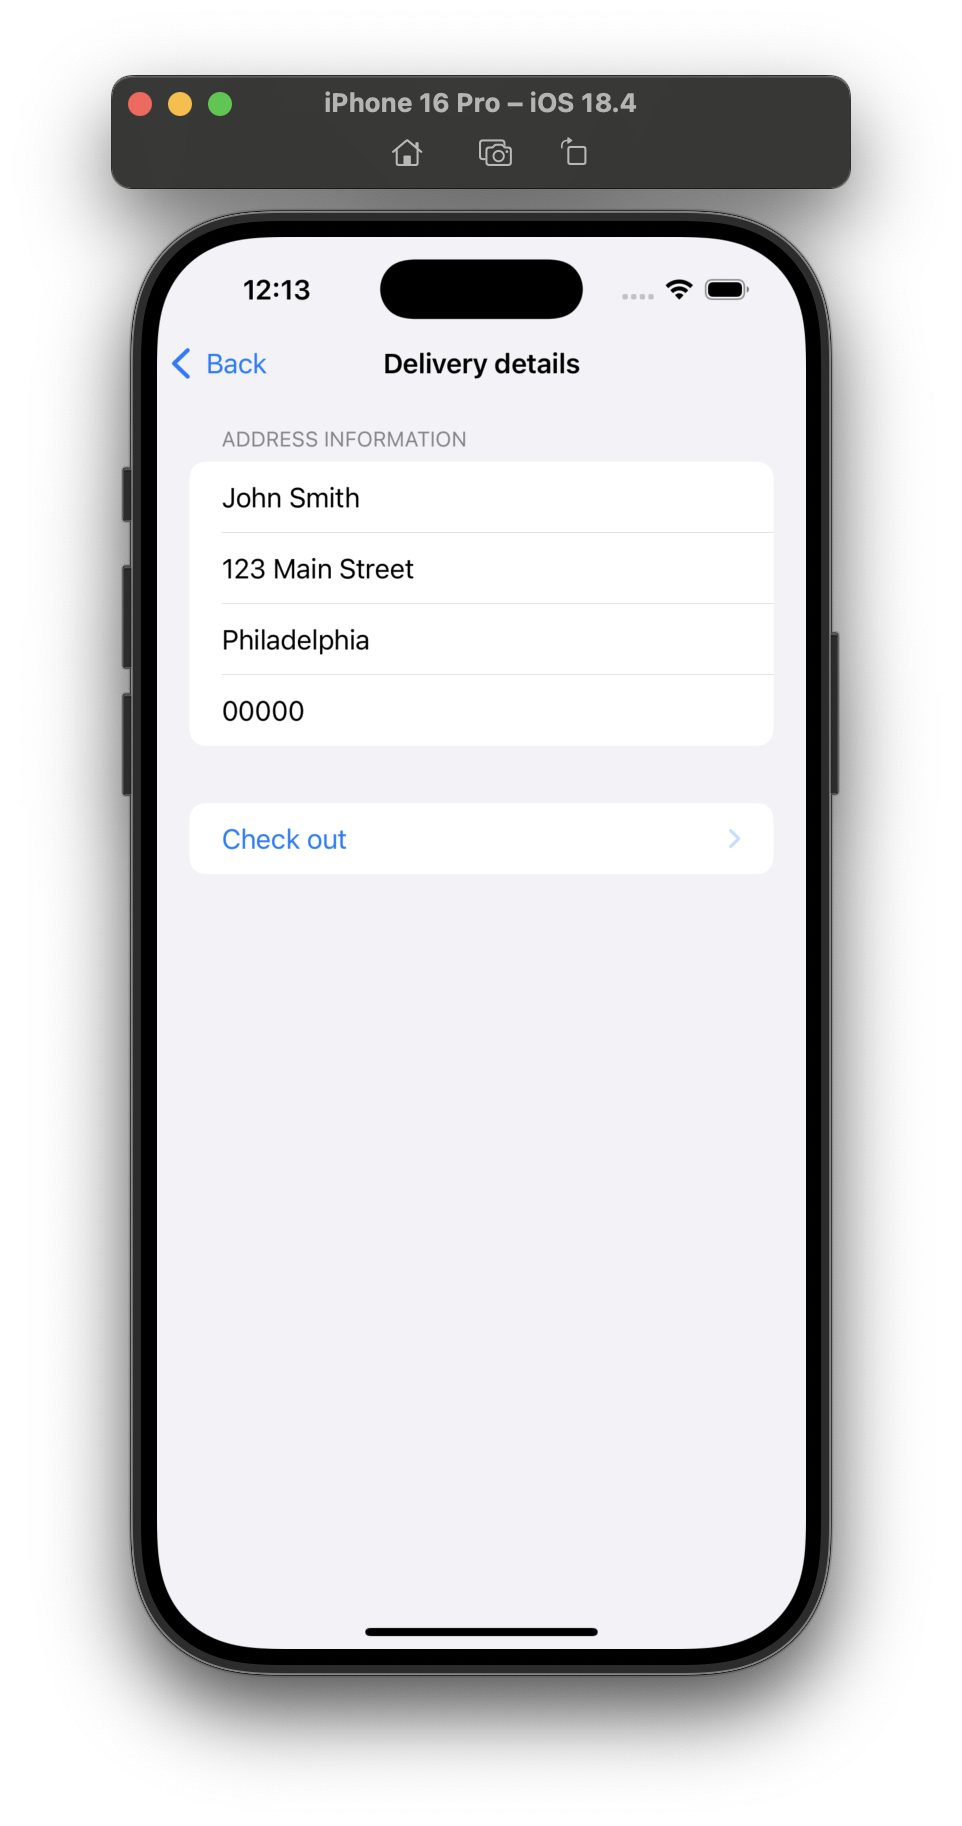 iPhone 16 Pro – iOS 18.4
12:13
Back
Delivery details
ADDRESS INFORMATION
John Smith
123 Main Street
Philadelphia
00000
Check out